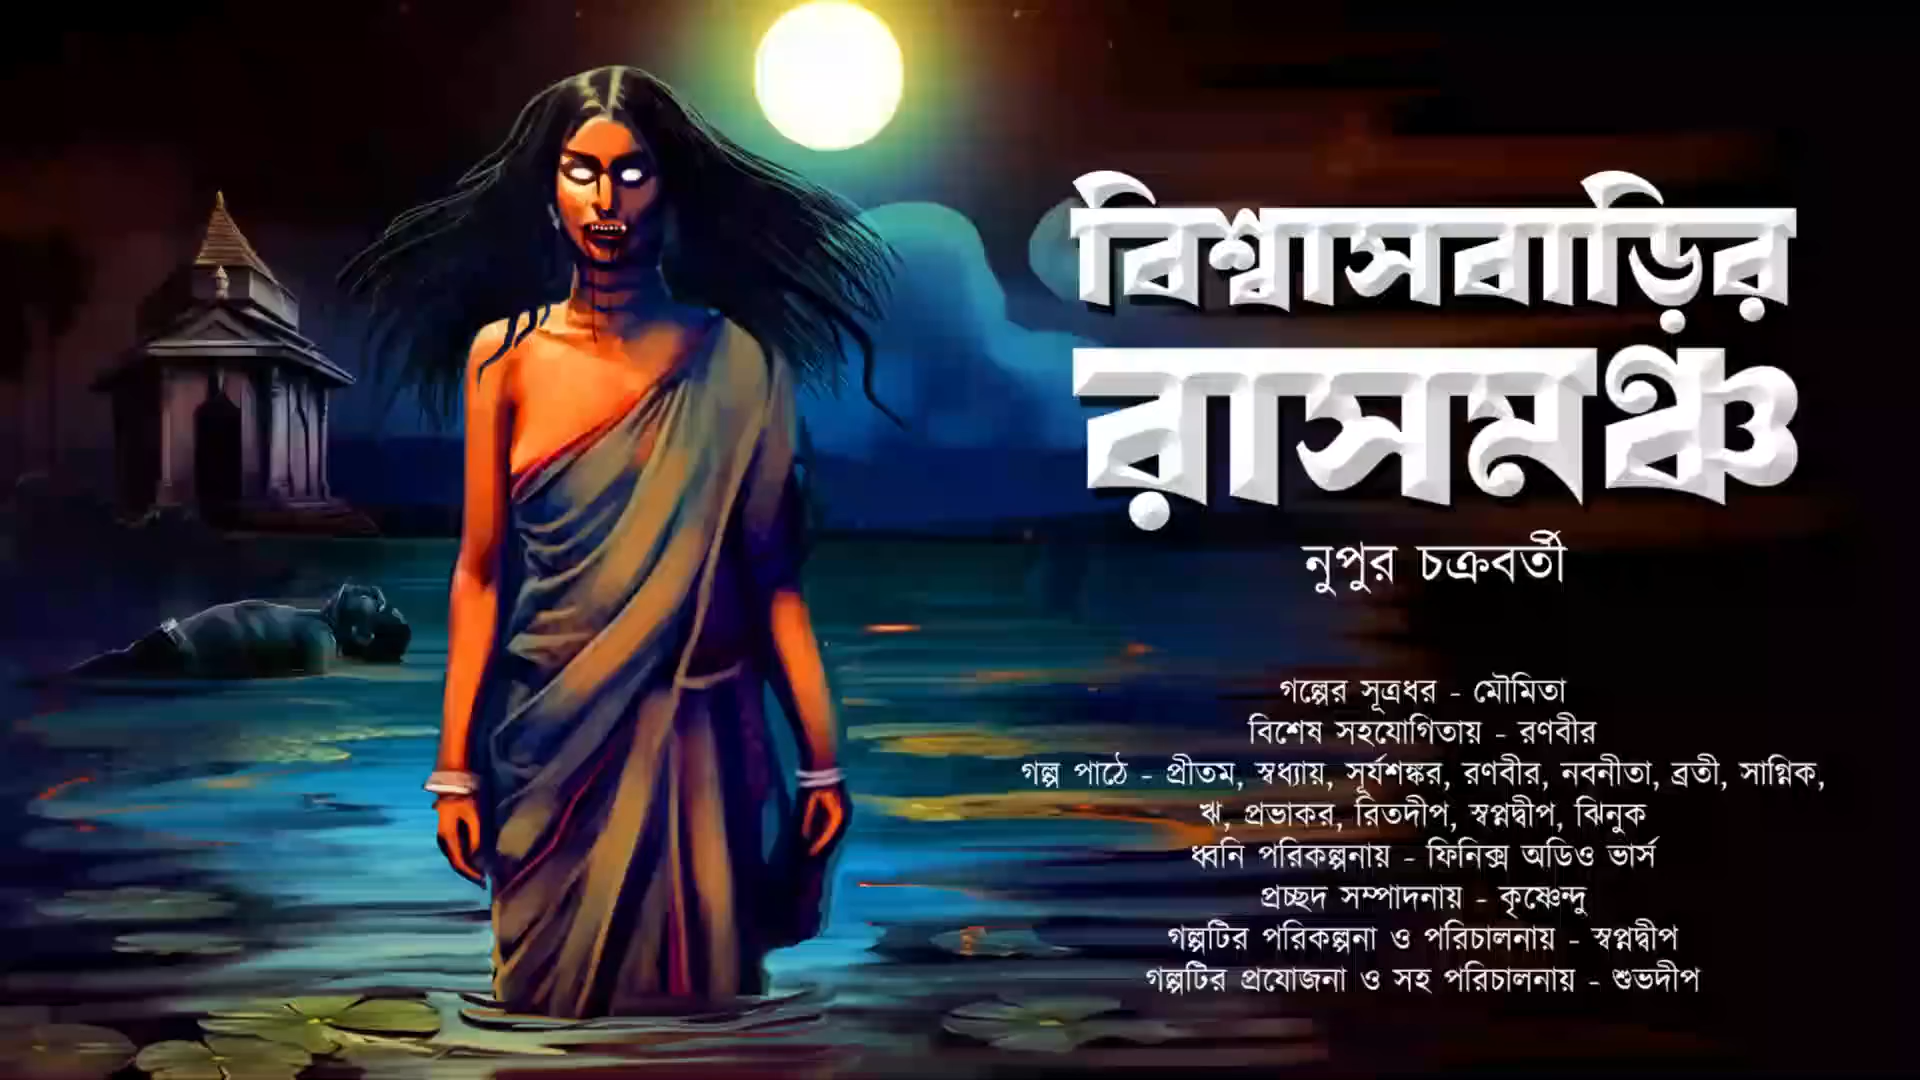 বিশ্বাসবাড়ির
রাসমঞ্চ
নুপুর চক্রবর্তী
গল্পের সূত্রধর - মৌমিতা
বিশেষ সহযোগিতায় - রণবীর
গল্প পাঠে - প্রীতম, স্বধ্যায়, সূর্যশঙ্কর, রণবীর, নবনীতা, ব্রতী, সাগ্নিক,
ঋ, প্রভাকর, রিতদীপ, স্বপ্নদ্বীপ, ঝিনুক
ধ্বনি পরিকল্পনায় - ফিনিক্স অডিও ভার্স
প্রচ্ছদ সম্পাদনায় - কৃষ্ণেন্দু
গল্পটির পরিকল্পনা ও পরিচালনায় - স্বপ্নদ্বীপ
গল্পটির প্রযোজনা ও সহ পরিচালনায় - শুভদীপ